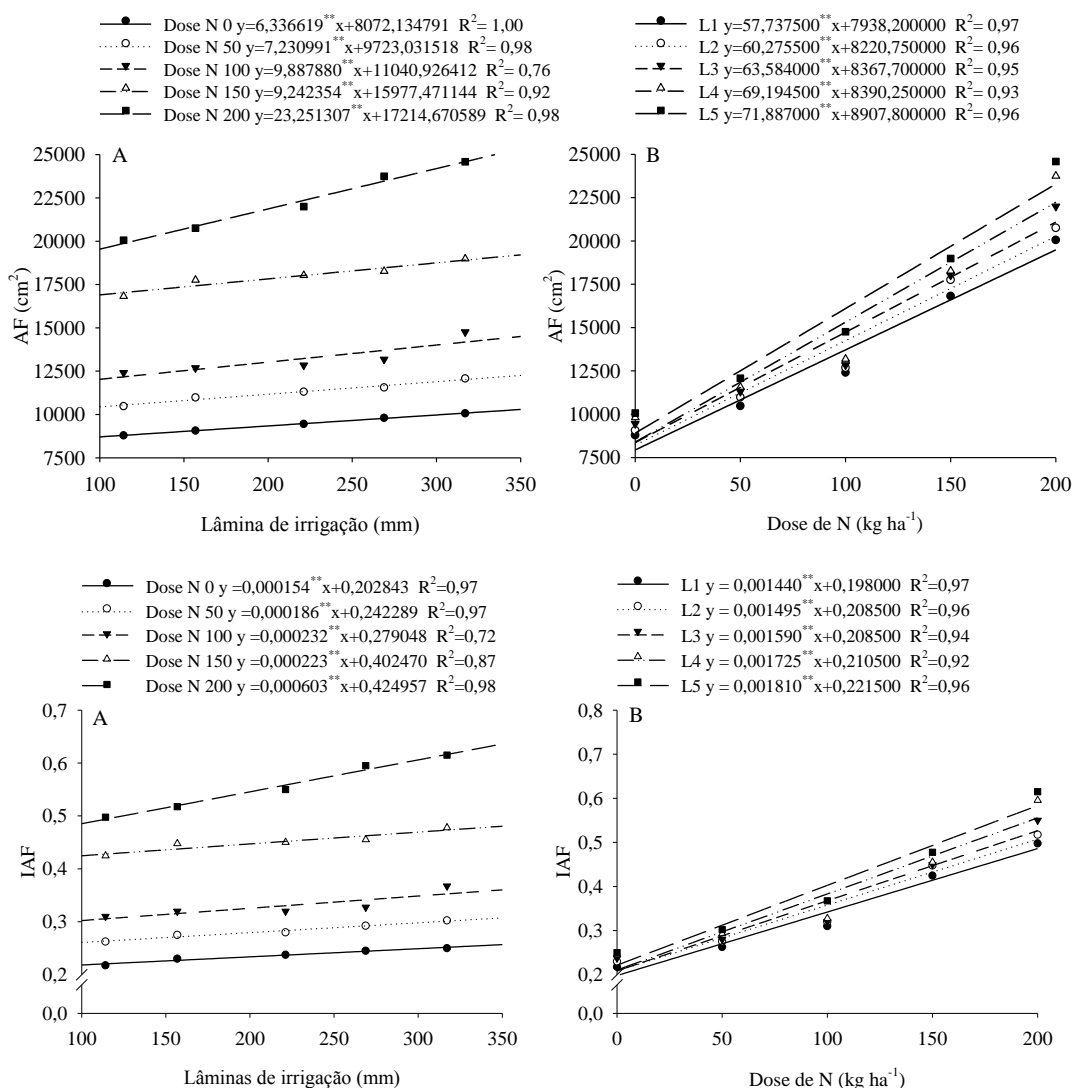 Dose N 0 y=6,336619**x+8072,134791 R²= 1,00
Dose N 50 y=7,230991**x+9723,031518 R²= 0,98
Dose N 100 y=9,887880**x+11040,926412 R²= 0,76
Dose N 150 y=9,242354**x+15977,471144 R²= 0,92
Dose N 200 y=23,251307**x+17214,670589 R²= 0,98
A
25000
22500
20000
17500
15000
12500
10000
7500
AF (cm²)
100 150 200 250 300 350
Lâmina de irrigação (mm)
L1 y=57,737500**x+7938,200000 R²= 0,97
L2 y=60,275500**x+8220,750000 R²= 0,96
L3 y=63,584000**x+8367,700000 R²= 0,95
L4 y=69,194500**x+8390,250000 R²= 0,93
L5 y=71,887000**x+8907,800000 R²= 0,96
B
25000
22500
20000
17500
15000
12500
10000
7500
AF (cm²)
0 50 100 150 200
Dose de N (kg ha⁻¹)
Dose N 0 y =0,000154**x+0,202843 R²=0,97
Dose N 50 y =0,000186**x+0,242289 R²=0,97
Dose N 100 y =0,000232**x+0,279048 R²=0,72
Dose N 150 y =0,000223**x+0,402470 R²=0,87
Dose N 200 y =0,000603**x+0,424957 R²=0,98
A
0,7
0,6
0,5
0,4
0,3
0,2
0,0
IAF
100 150 200 250 300 350
Lâminas de irrigação (mm)
L1 y = 0,001440**x+0,198000 R²=0,97
L2 y = 0,001495**x+0,208500 R²=0,96
L3 y = 0,001590**x+0,208500 R²=0,94
L4 y = 0,001725**x+0,210500 R²=0,92
L5 y = 0,001810**x+0,221500 R²=0,96
B
0,8
0,7
0,6
0,5
0,4
0,3
0,2
0,0
IAF
0 50 100 150 200
Dose de N (kg ha⁻¹)